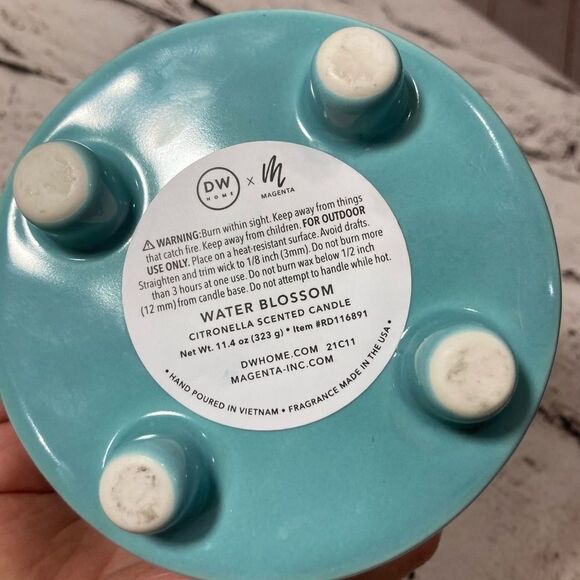 DW
HOME
x
M
MAGENTA
⚠ WARNING: Burn within sight. Keep away from things
that catch fire. Keep away from children. FOR OUTDOOR
USE ONLY. Place on a heat-resistant surface. Avoid drafts.
Straighten and trim wick to 1/8 inch (3mm). Do not burn more
than 3 hours at one use. Do not burn wax below 1/2 inch
(12 mm) from candle base. Do not attempt to handle while hot.
WATER BLOSSOM
CITRONELLA SCENTED CANDLE
Net Wt. 11.4 oz (323 g) • Item #RD116891
DWHOME.COM 21C11
MAGENTA-INC.COM
• HAND POURED IN VIETNAM • FRAGRANCE MADE IN THE USA •